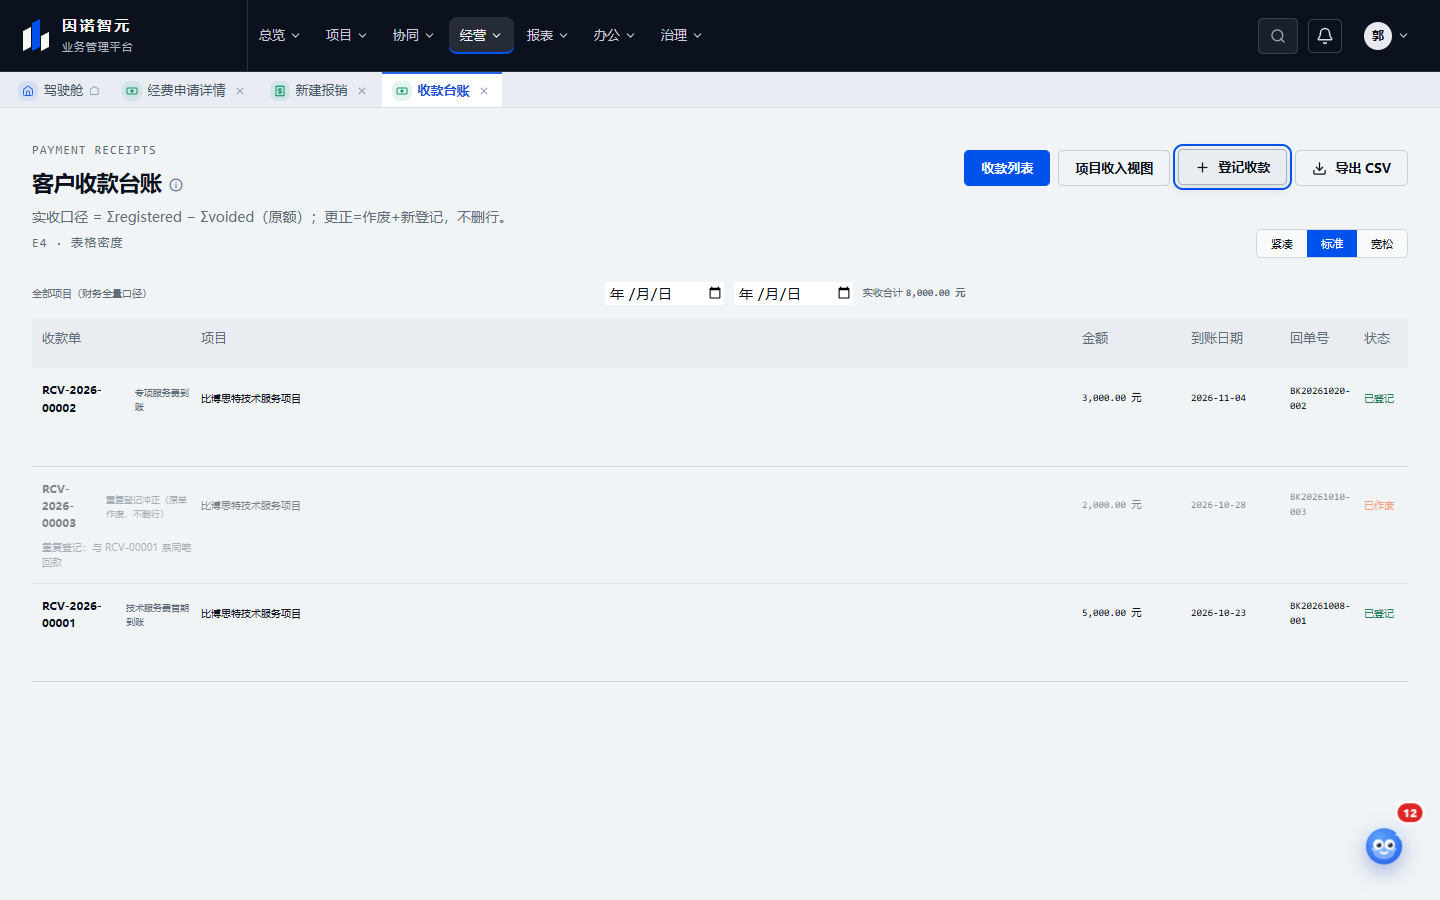 因诺智元
业务管理平台
总览 项目 协同 经营 报表 办公 治理
郭
驾驶舱 经费申请详情 新建报销 收款台账
PAYMENT RECEIPTS
客户收款台账
收款列表 项目收入视图 登记收款 导出 CSV
实收口径 = Σregistered − Σvoided（原额）；更正=作废+新登记，不删行。
E4 · 表格密度
紧凑 标准 宽松
全部项目（财务全量口径）
年 /月/日 年 /月/日 实收合计 8,000.00 元
收款单 项目 金额 到账日期 回单号 状态
RCV-2026-00002 专项服务费到账 比博思特技术服务项目 3,000.00 元 2026-11-04 BK20261020-002 已登记
RCV-2026-00003 重复登记冲正（原单作废，不删行） 比博思特技术服务项目 2,000.00 元 2026-10-28 BK20261010-003 已作废
重复登记：与 RCV-00001 系同笔回款
RCV-2026-00001 技术服务费首期到账 比博思特技术服务项目 5,000.00 元 2026-10-23 BK20261008-001 已登记
12